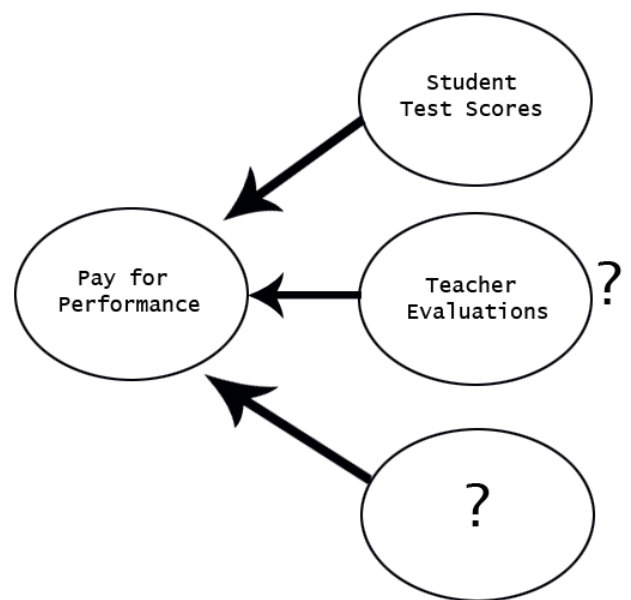 Student
Test Scores
Pay for
Performance
Teacher
Evaluations
?
?